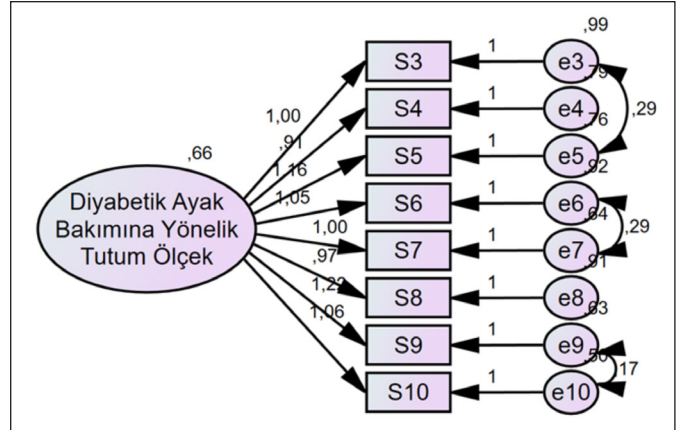 ,99
S3
1
e3
,79
1,00
S4
1
e4
,29
,91
,76
,66
1,16
S5
1
e5
1,05
,92
Diyabetik Ayak
Bakımına Yönelik
Tutum Ölçek
S6
1
e6
,64
1,00
,29
S7
1
e7
,97
,91
1,22
S8
1
e8
1,06
,63
S9
1
e9
,50
17
S10
1
e10